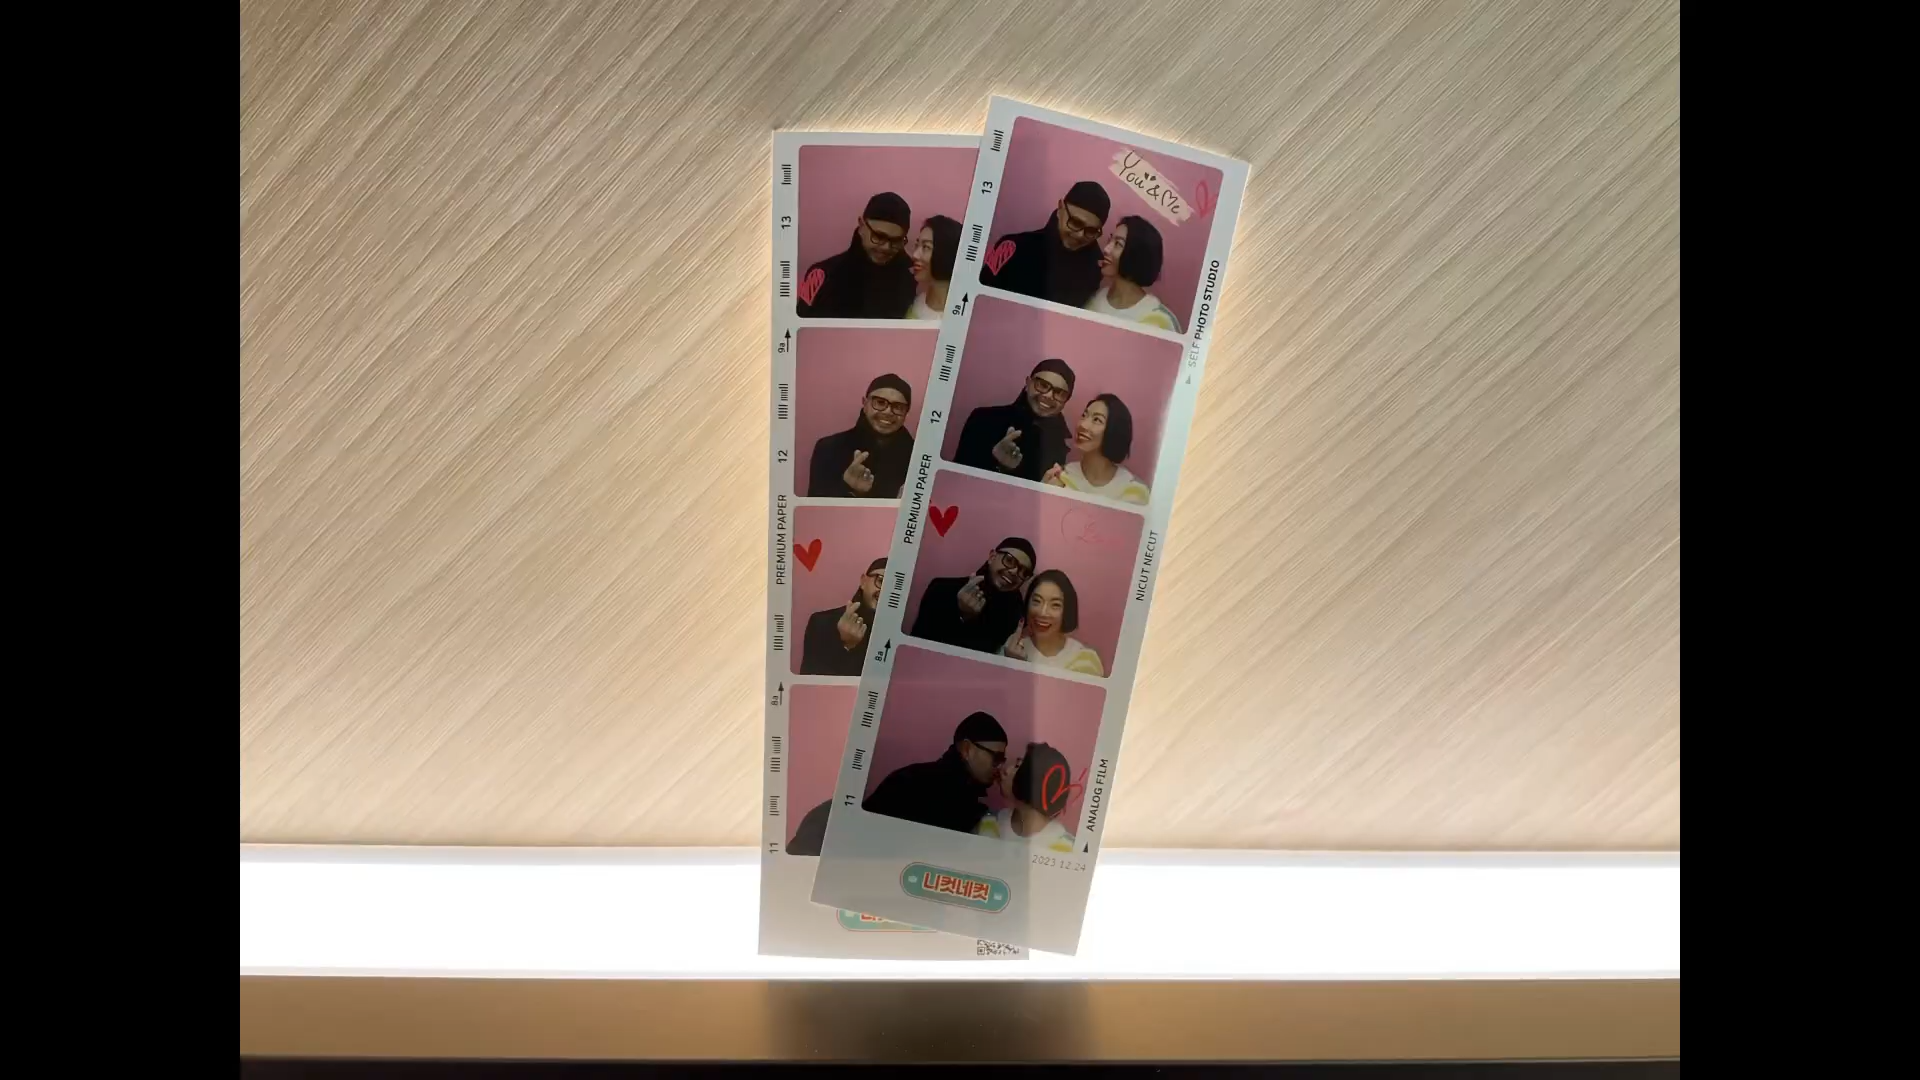 13
9a
12
PREMIUM PAPER
8a
11
You & Me
13
9a
12
PREMIUM PAPER
8a
11
SELF PHOTO STUDIO
NICUT NECUT
ANALOG FILM
2023.12.24
니컷네컷